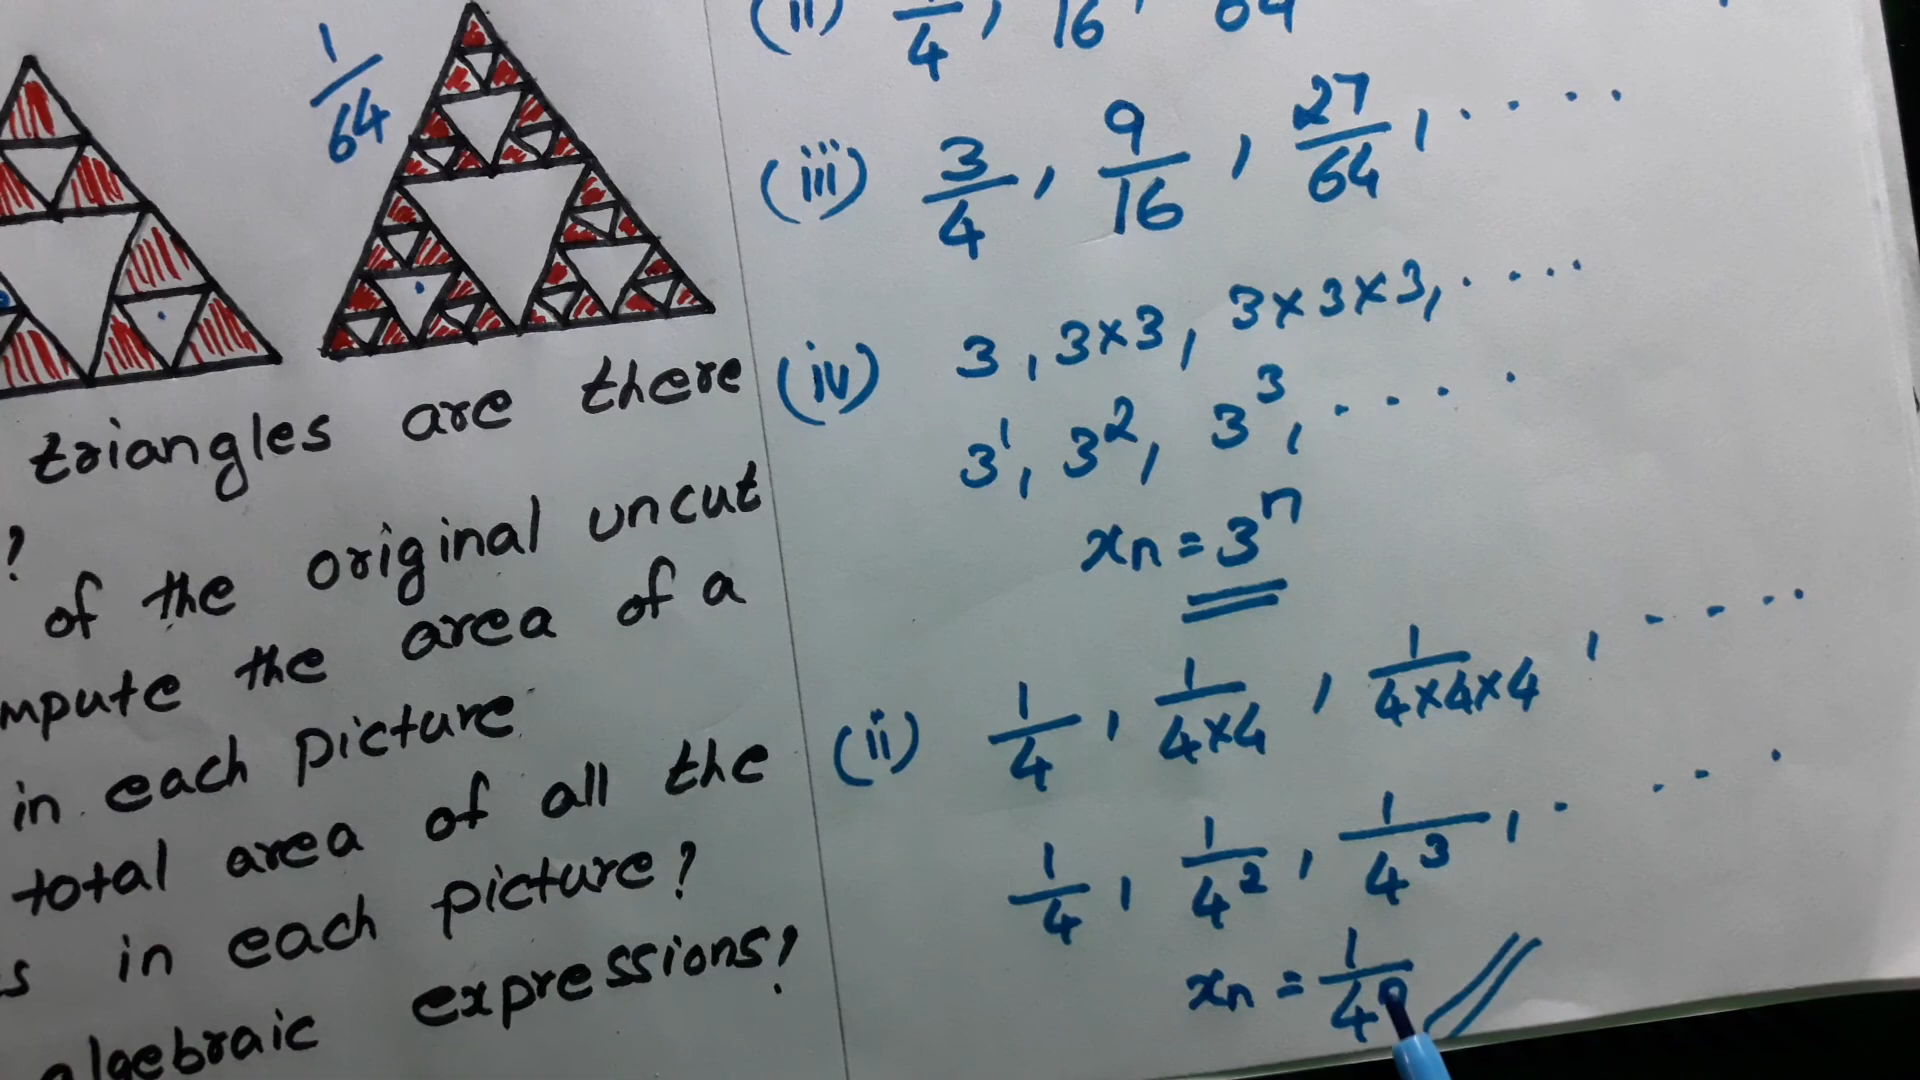 1/64
triangles are there
?
of the original uncut
mpute the area of a
in each picture
total area of all the
s in each picture?
algebraic expressions?
(ii) 1/4, 1/16, 1/64
(iii) 3/4, 9/16, 27/64, .....
(iv) 3, 3×3, 3×3×3, ....
3¹, 3², 3³, .....
xn = 3ⁿ
(ii) 1/4, 1/4×4, 1/4×4×4, .....
1/4, 1/4², 1/4³, ....
xn = 1/4ⁿ